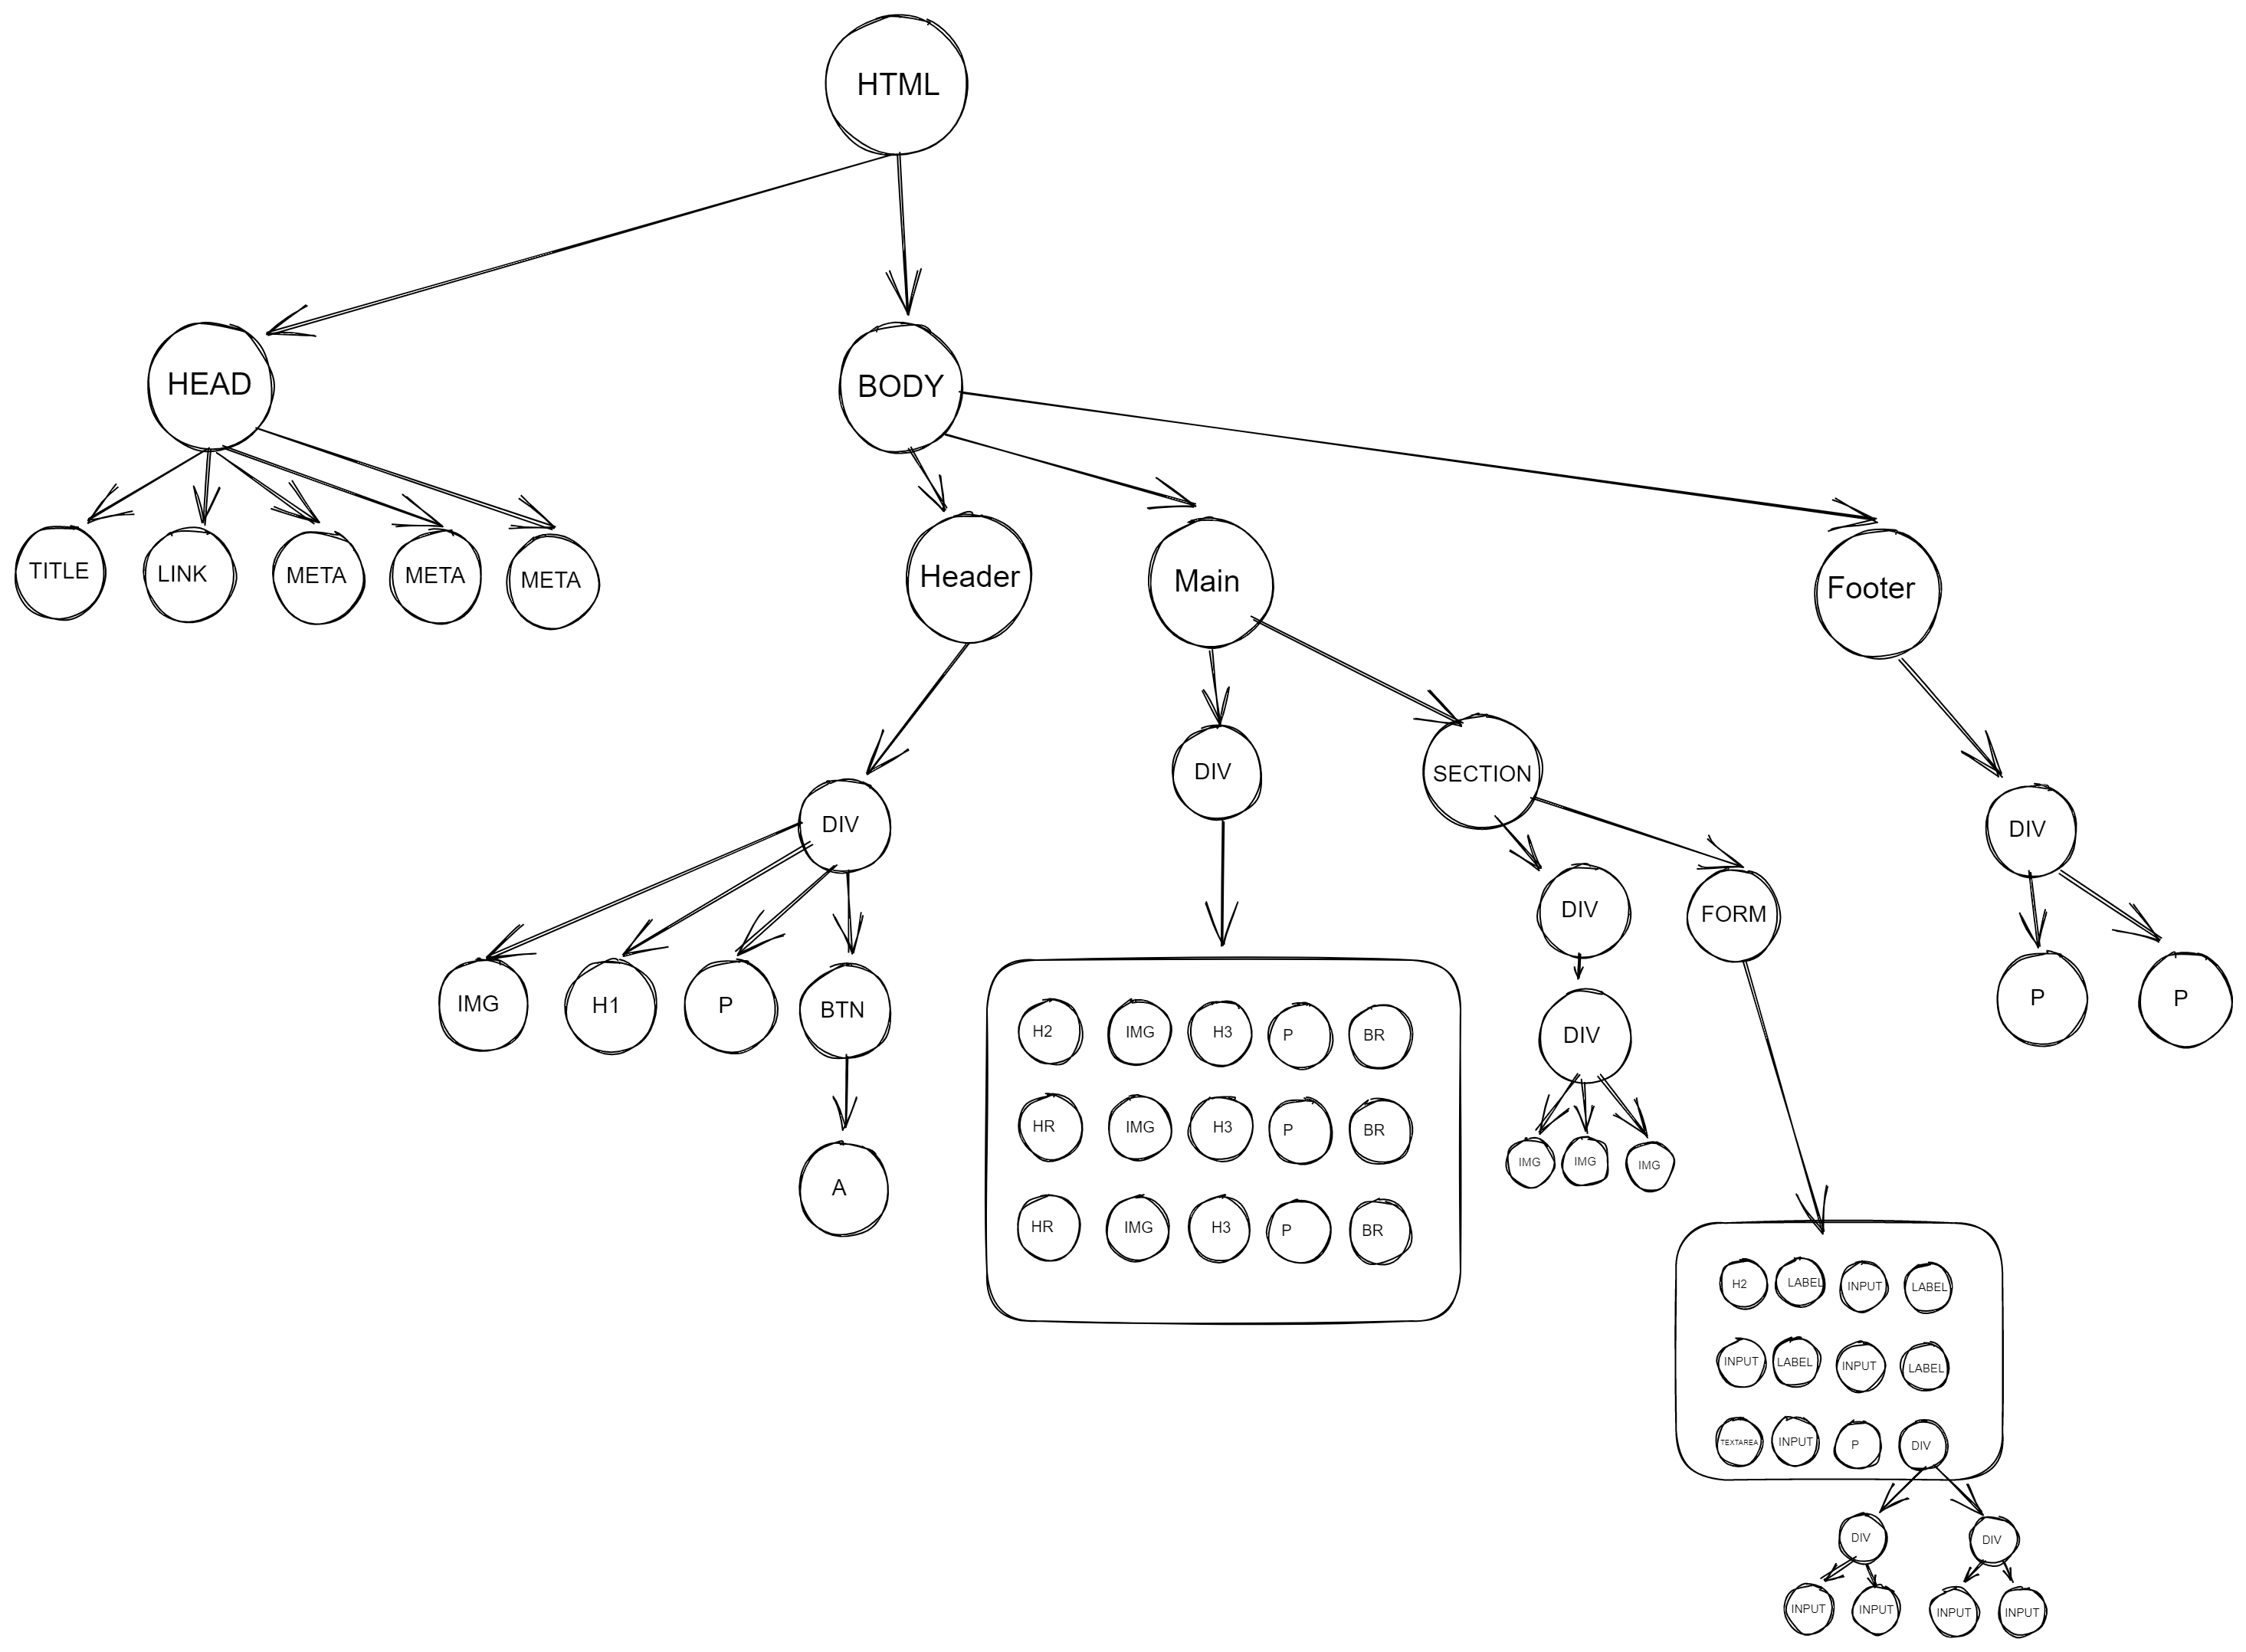 HTML
HEAD
BODY
TITLE
LINK
META
META
META
Header
Main
Footer
DIV
IMG
H1
P
BTN
A
DIV
H2 IMG H3 P BR
HR IMG H3 P BR
HR IMG H3 P BR
SECTION
DIV
DIV
IMG IMG IMG
FORM
H2 LABEL INPUT LABEL
INPUT LABEL INPUT LABEL
TEXTAREA INPUT P DIV
DIV DIV
INPUT INPUT INPUT INPUT
DIV
P P